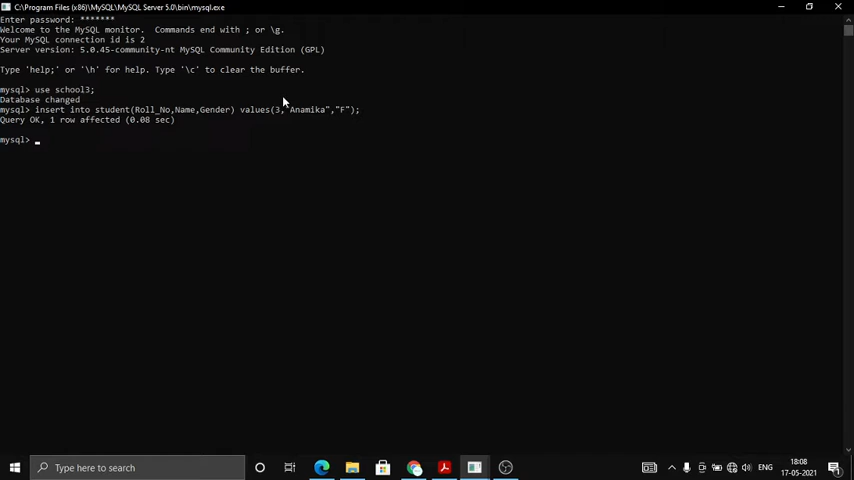 C:\Program Files (x86)\MySQL\MySQL Server 5.0\bin\mysql.exe
Enter password: *******
Welcome to the MySQL monitor.  Commands end with ; or \g.
Your MySQL connection id is 2
Server version: 5.0.45-community-nt MySQL Community Edition (GPL)
Type 'help;' or '\h' for help. Type '\c' to clear the buffer.
mysql> use school3;
Database changed
mysql> insert into student(Roll_No,Name,Gender) values(3,"Anamika","F");
Query OK, 1 row affected (0.08 sec)
mysql>
Type here to search
ENG
18:08
17-05-2021
1